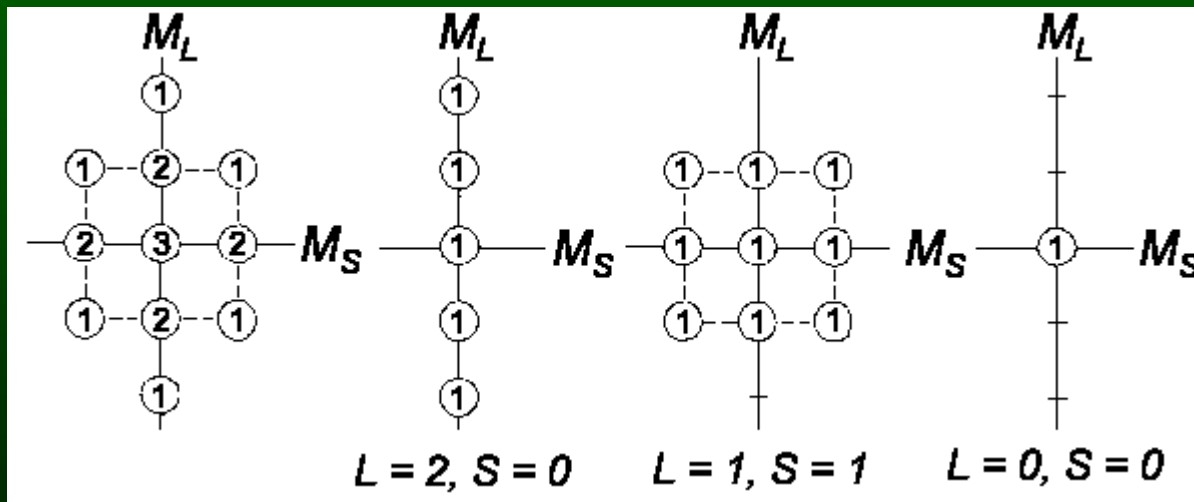 M_L M_L M_L M_L
1 1
1 2 1 1 1 1 1
2 3 2 M_S 1 M_S 1 1 1 M_S 1 M_S
1 2 1 1 1 1 1
1 1
L = 2, S = 0 L = 1, S = 1 L = 0, S = 0